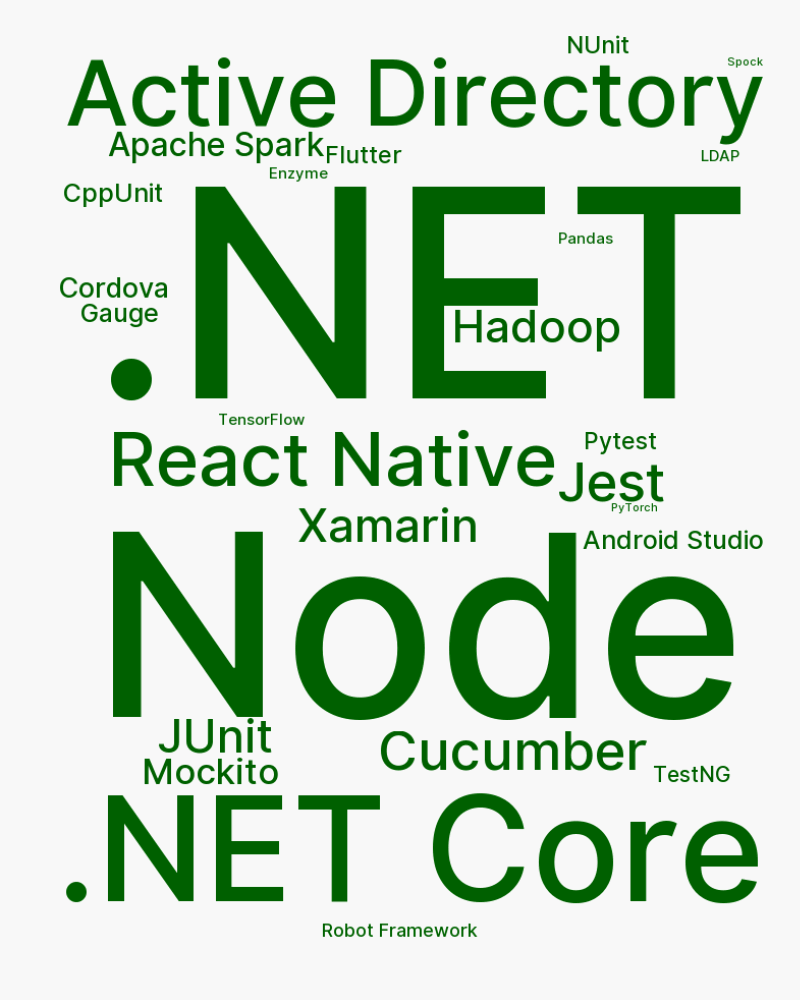 NUnit
Spock
Active Directory
Apache Spark
Flutter
LDAP
Enzyme
CppUnit
.NET
Pandas
Cordova
Gauge
Hadoop
TensorFlow
React Native
Pytest
Jest
PyTorch
Xamarin
Android Studio
Node
JUnit
Cucumber
Mockito
TestNG
.NET Core
Robot Framework